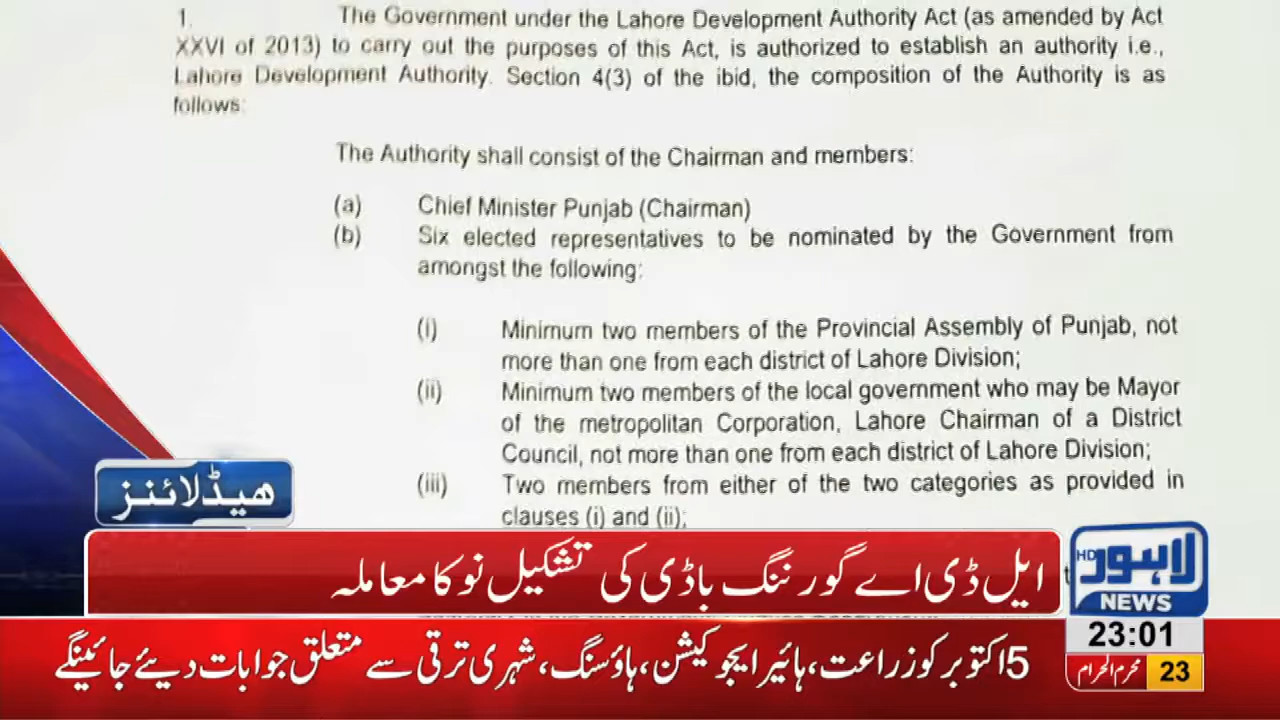 1. The Government under the Lahore Development Authority Act (as amended by Act
XXVI of 2013) to carry out the purposes of this Act, is authorized to establish an authority i.e.,
Lahore Development Authority. Section 4(3) of the ibid, the composition of the Authority is as
follows:
The Authority shall consist of the Chairman and members:
(a) Chief Minister Punjab (Chairman)
(b) Six elected representatives to be nominated by the Government from
amongst the following:
(i) Minimum two members of the Provincial Assembly of Punjab, not
more than one from each district of Lahore Division;
(ii) Minimum two members of the local government who may be Mayor
of the metropolitan Corporation, Lahore Chairman of a District
Council, not more than one from each district of Lahore Division;
(iii) Two members from either of the two categories as provided in
clauses (i) and (ii);
ہیڈلائنز
ایل ڈی اے گورننگ باڈی کی تشکیل نو کا معاملہ
HD لاہور
NEWS
23:01
5 اکتوبر کو زراعت، ہائیر ایجوکیشن، ہاؤسنگ، شہری ترقی سے متعلق جوابات دیئے جائینگے
23 محرم الحرام